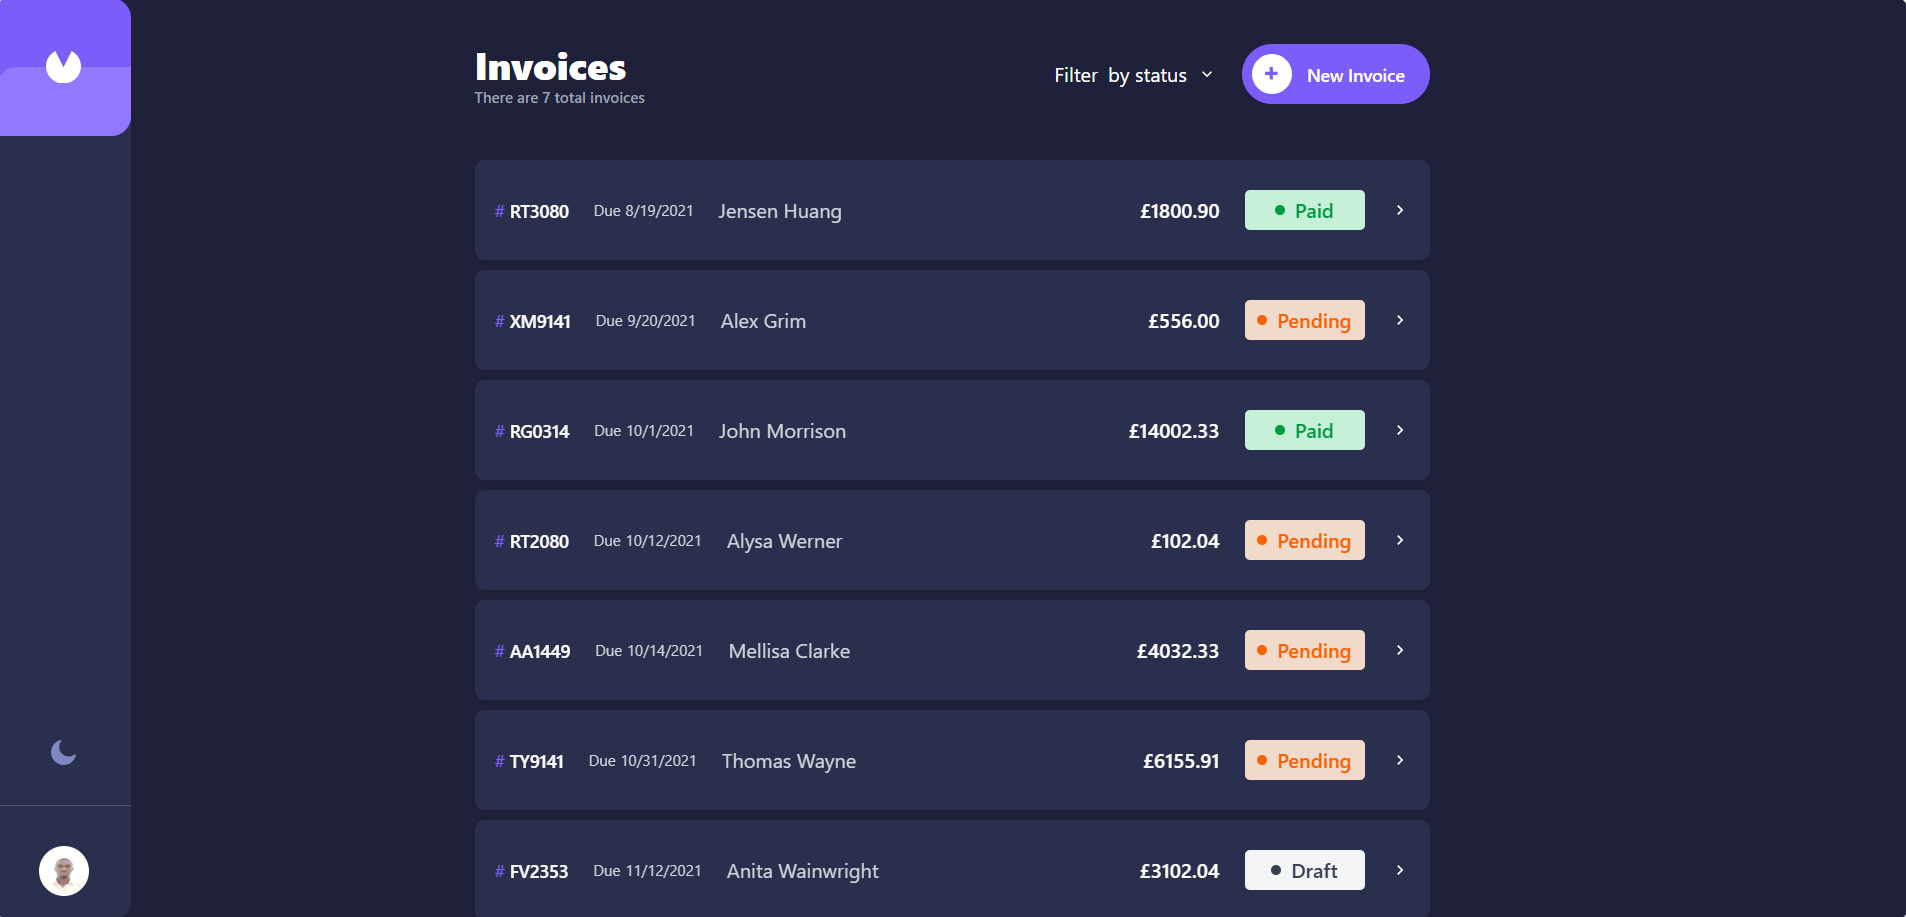 Invoices
There are 7 total invoices
Filter by status
New Invoice
# RT3080 Due 8/19/2021 Jensen Huang £1800.90 Paid
# XM9141 Due 9/20/2021 Alex Grim £556.00 Pending
# RG0314 Due 10/1/2021 John Morrison £14002.33 Paid
# RT2080 Due 10/12/2021 Alysa Werner £102.04 Pending
# AA1449 Due 10/14/2021 Mellisa Clarke £4032.33 Pending
# TY9141 Due 10/31/2021 Thomas Wayne £6155.91 Pending
# FV2353 Due 11/12/2021 Anita Wainwright £3102.04 Draft